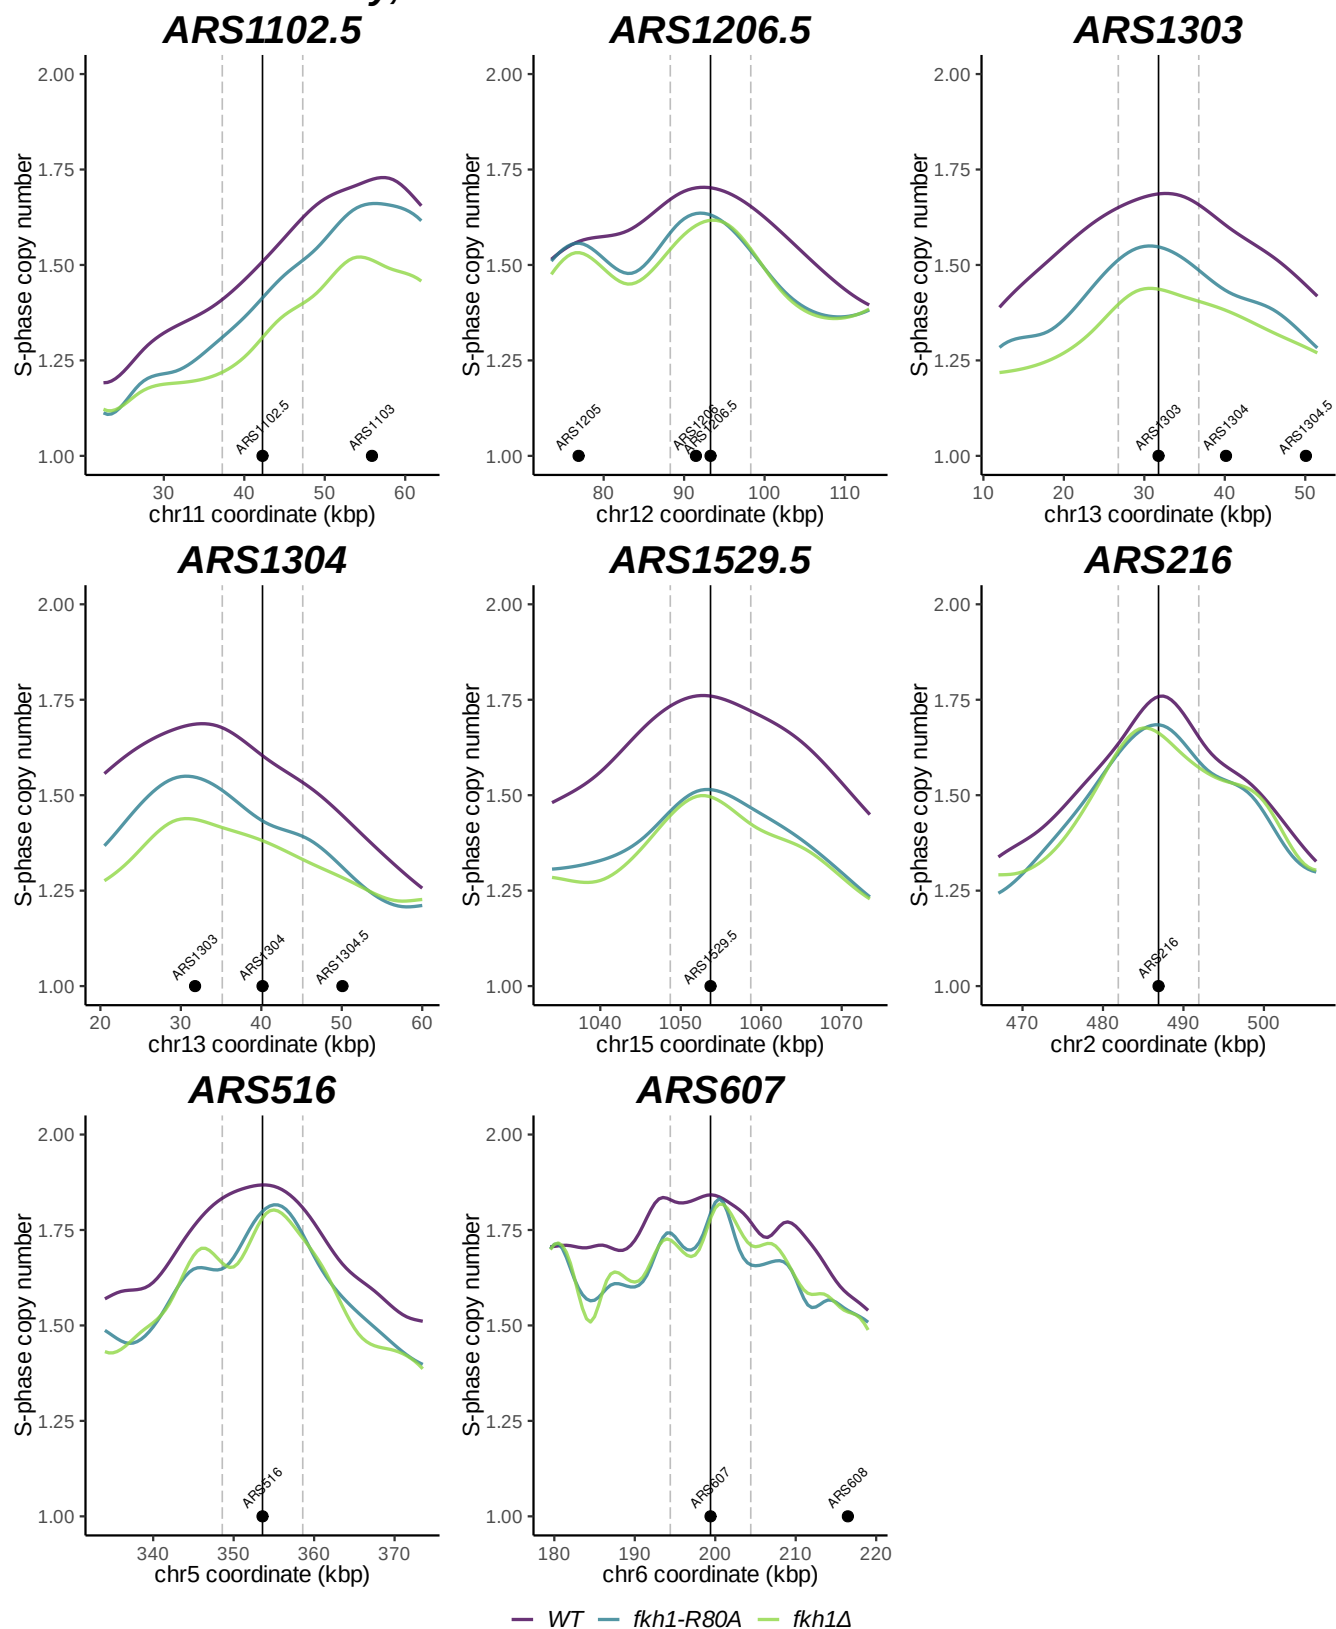 y,
ARS1102.5 ARS1206.5 ARS1303
S-phase copy number
2.00
1.75
1.50
1.25
1.00
ARS1102.5
ARS1103
30 40 50 60
chr11 coordinate (kbp)
S-phase copy number
2.00
1.75
1.50
1.25
1.00
ARS1205
ARS1206
ARS1206.5
80 90 100 110
chr12 coordinate (kbp)
S-phase copy number
2.00
1.75
1.50
1.25
1.00
ARS1303
ARS1304
ARS1304.5
10 20 30 40 50
chr13 coordinate (kbp)
ARS1304 ARS1529.5 ARS216
S-phase copy number
2.00
1.75
1.50
1.25
1.00
ARS1303
ARS1304
ARS1304.5
20 30 40 50 60
chr13 coordinate (kbp)
S-phase copy number
2.00
1.75
1.50
1.25
1.00
ARS1529.5
1040 1050 1060 1070
chr15 coordinate (kbp)
S-phase copy number
2.00
1.75
1.50
1.25
1.00
ARS216
470 480 490 500
chr2 coordinate (kbp)
ARS516 ARS607
S-phase copy number
2.00
1.75
1.50
1.25
1.00
ARS516
340 350 360 370
chr5 coordinate (kbp)
S-phase copy number
2.00
1.75
1.50
1.25
1.00
ARS607
ARS608
180 190 200 210 220
chr6 coordinate (kbp)
WT fkh1-R80A fkh1Δ